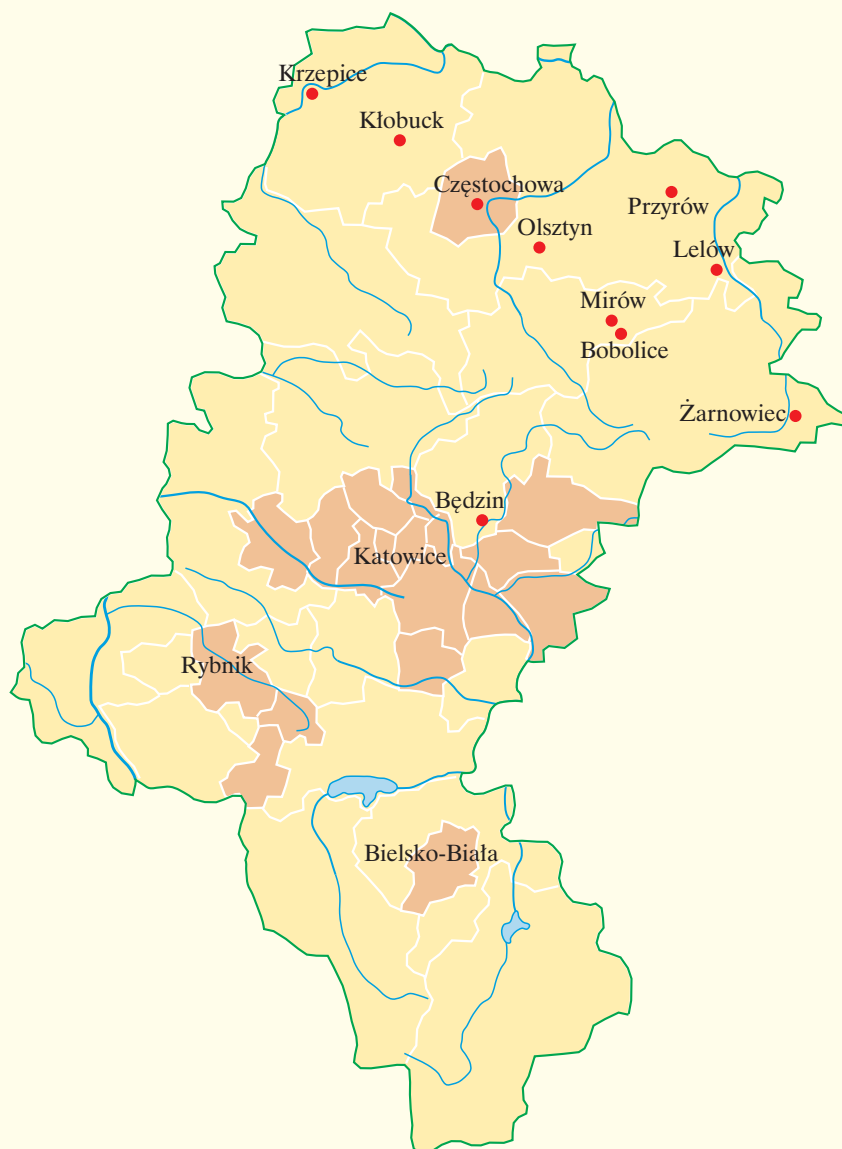 Krzepice
Kłobuck
Częstochowa
Przyrów
Olsztyn
Lelów
Mirów
Bobolice
Żarnowiec
Będzin
Katowice
Rybnik
Bielsko-Biała